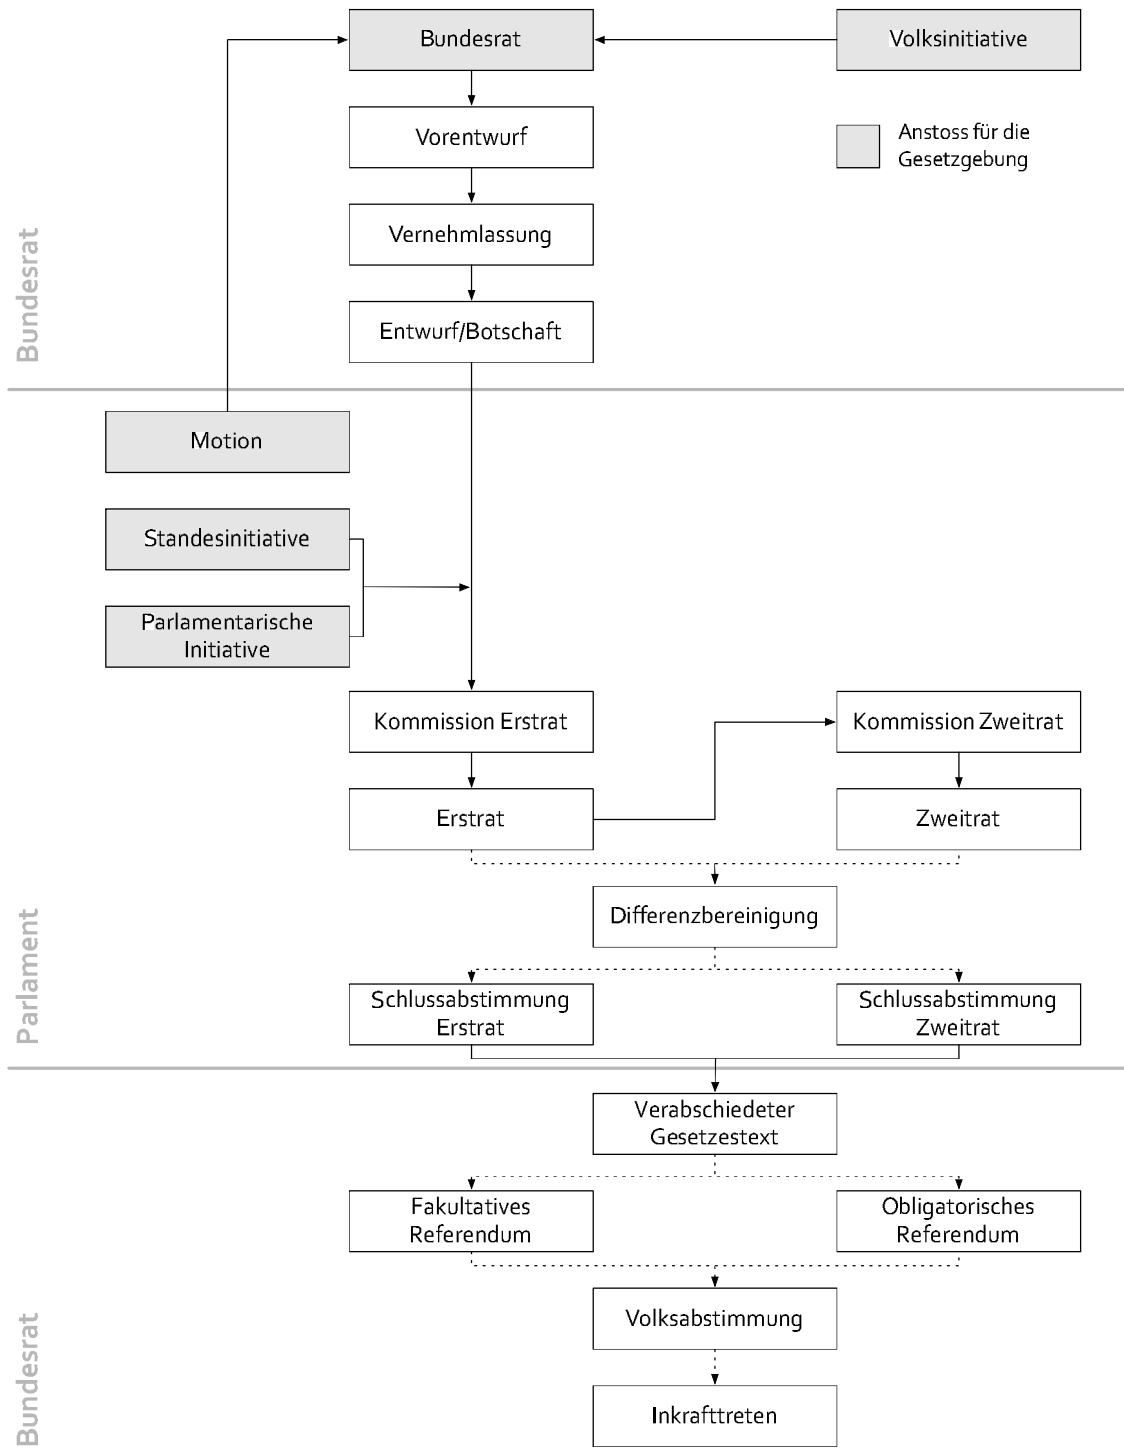 Bundesrat
Volksinitiative
Vorentwurf
Anstoss für die
Gesetzgebung
Vernehmlassung
Bundesrat
Entwurf/Botschaft
Motion
Standesinitiative
Parlamentarische
Initiative
Kommission Erstrat
Kommission Zweitrat
Erstrat
Zweitrat
Differenzbereinigung
Parlament
Schlussabstimmung
Erstrat
Schlussabstimmung
Zweitrat
Verabschiedeter
Gesetzestext
Fakultatives
Referendum
Obligatorisches
Referendum
Volksabstimmung
Bundesrat
Inkrafttreten